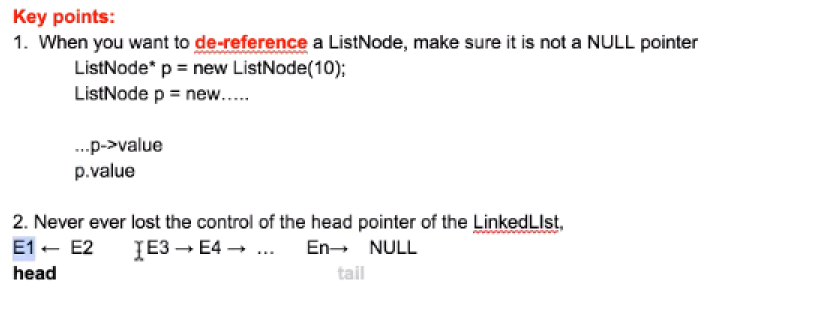 Key points:
1. When you want to de-reference a ListNode, make sure it is not a NULL pointer
ListNode* p = new ListNode(10);
ListNode p = new…..
...p->value
p.value
2. Never ever lost the control of the head pointer of the LinkedLIst,
E1 ← E2 E3 → E4 → … En→ NULL
head tail